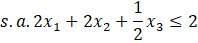 s.a. 2x₁ + 2x₂ + ½x₃ ≤ 2